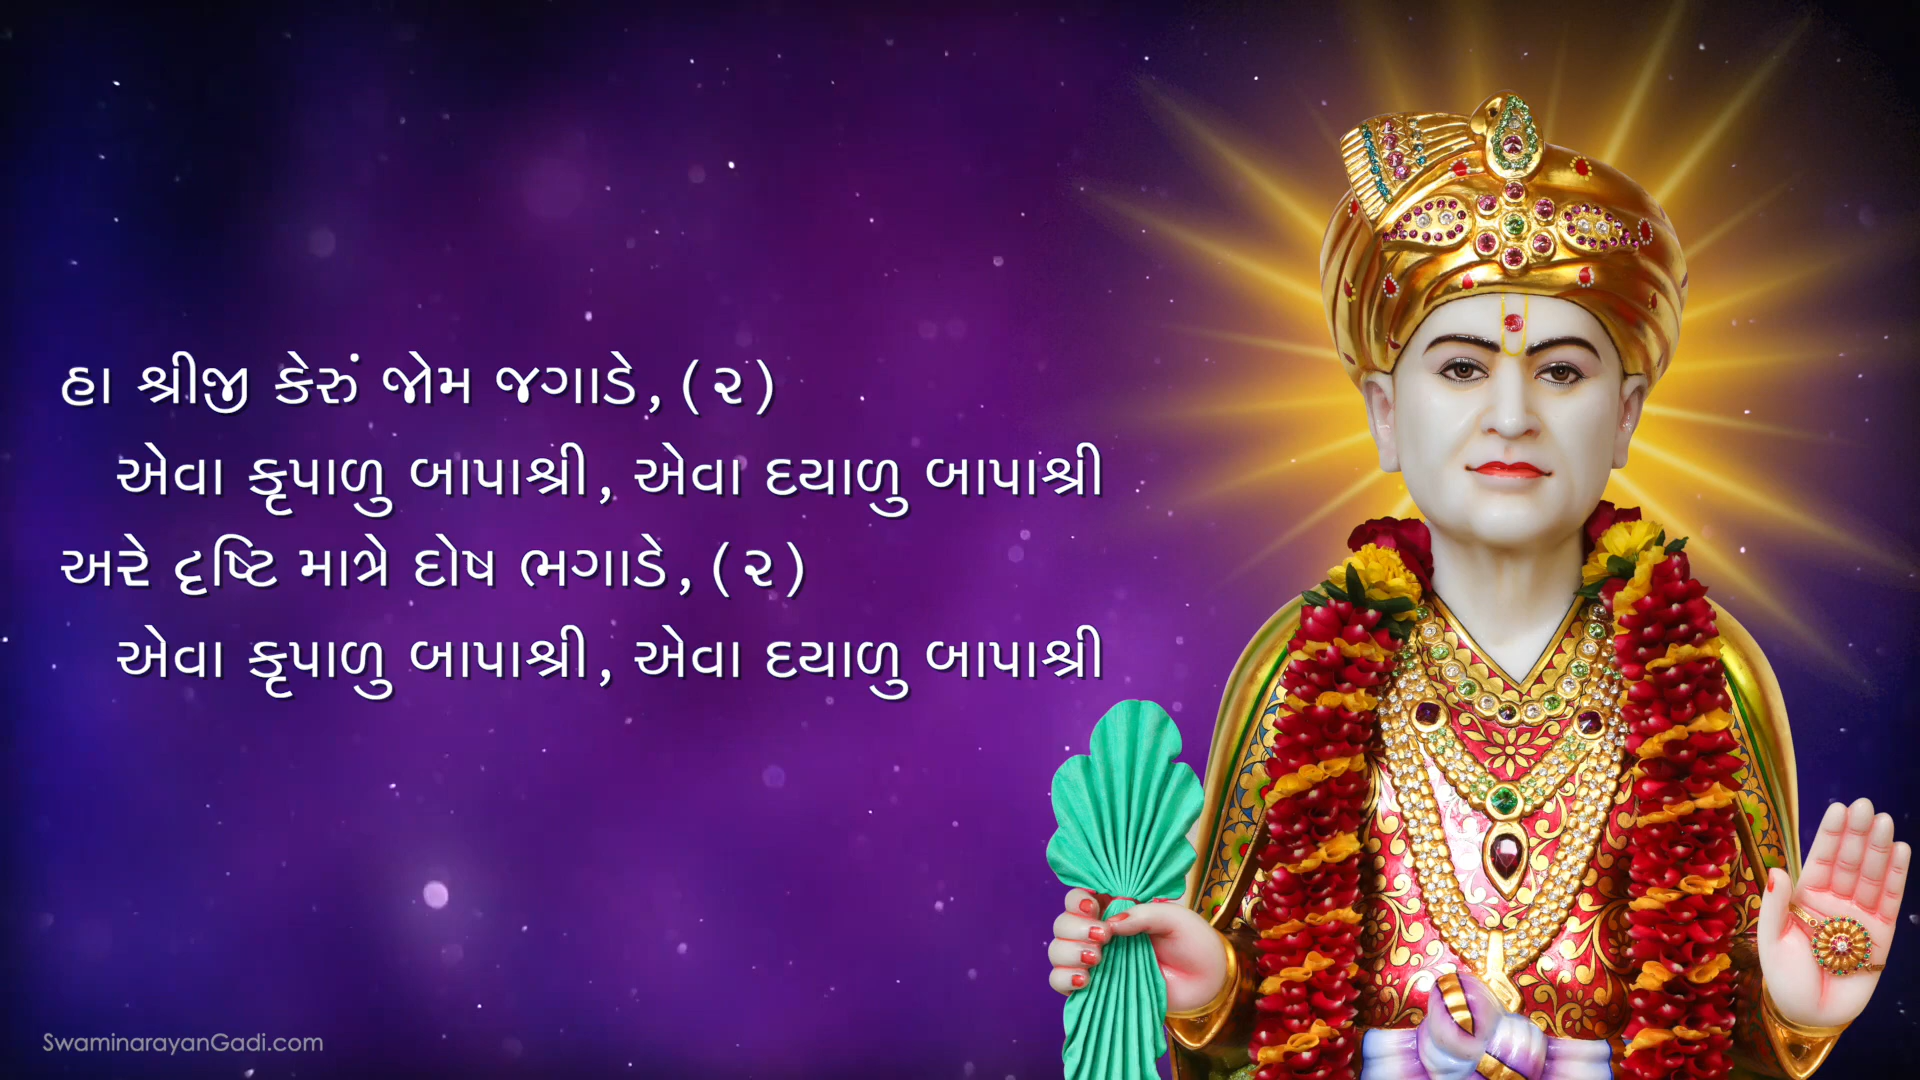 હા શ્રીજી કેરું જોમ જગાડે,(૨)
એવા કૃપાળુ બાપાશ્રી, એવા દયાળુ બાપાશ્રી
અરે દૃષ્ટિ માત્રે દોષ ભગાડે,(૨)
એવા કૃપાળુ બાપાશ્રી, એવા દયાળુ બાપાશ્રી
SwaminarayanGadi.com